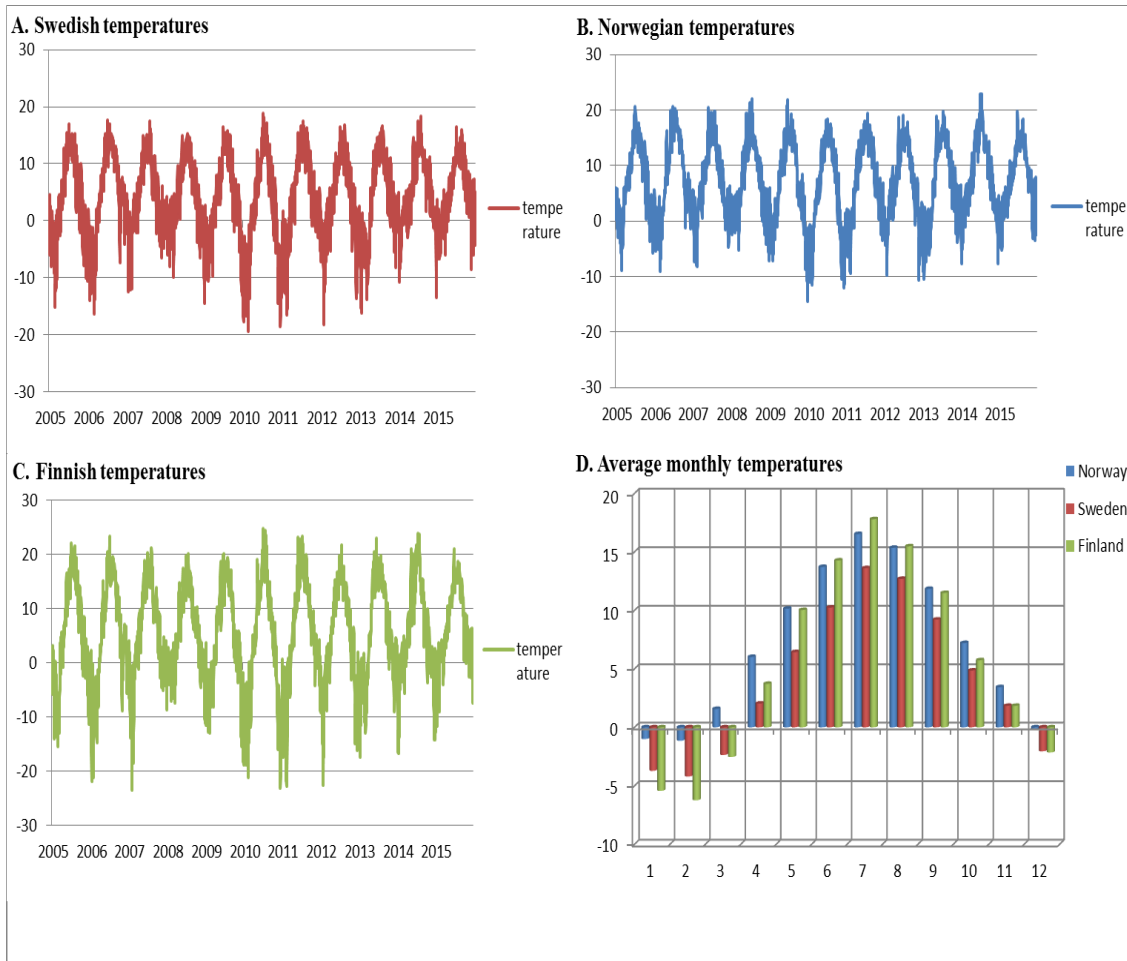 A. Swedish temperatures
30
20
10
0
-10
-20
-30
2005 2006 2007 2008 2009 2010 2011 2012 2013 2014 2015
tempe
rature
B. Norwegian temperatures
30
20
10
0
-10
-20
-30
2005 2006 2007 2008 2009 2010 2011 2012 2013 2014 2015
tempe
rature
C. Finnish temperatures
30
20
10
0
-10
-20
-30
2005 2006 2007 2008 2009 2010 2011 2012 2013 2014 2015
temper
ature
D. Average monthly temperatures
Norway
Sweden
Finland
20
15
10
5
0
-5
-10
1 2 3 4 5 6 7 8 9 10 11 12